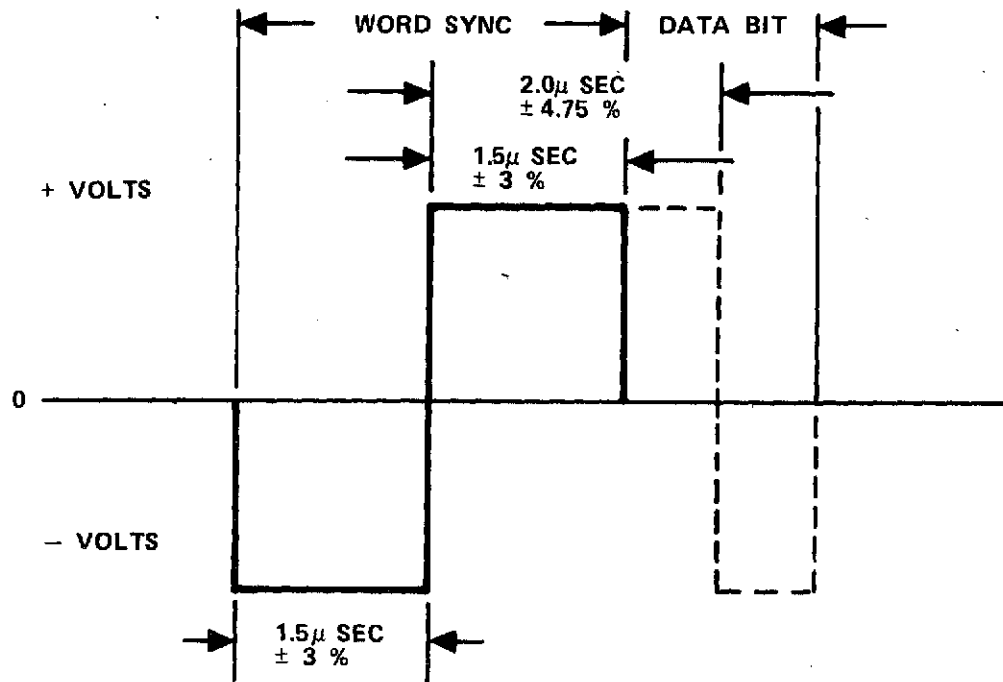 WORD SYNC
DATA BIT
2.0μ SEC
± 4.75 %
1.5μ SEC
± 3 %
+ VOLTS
0
− VOLTS
1.5μ SEC
± 3 %